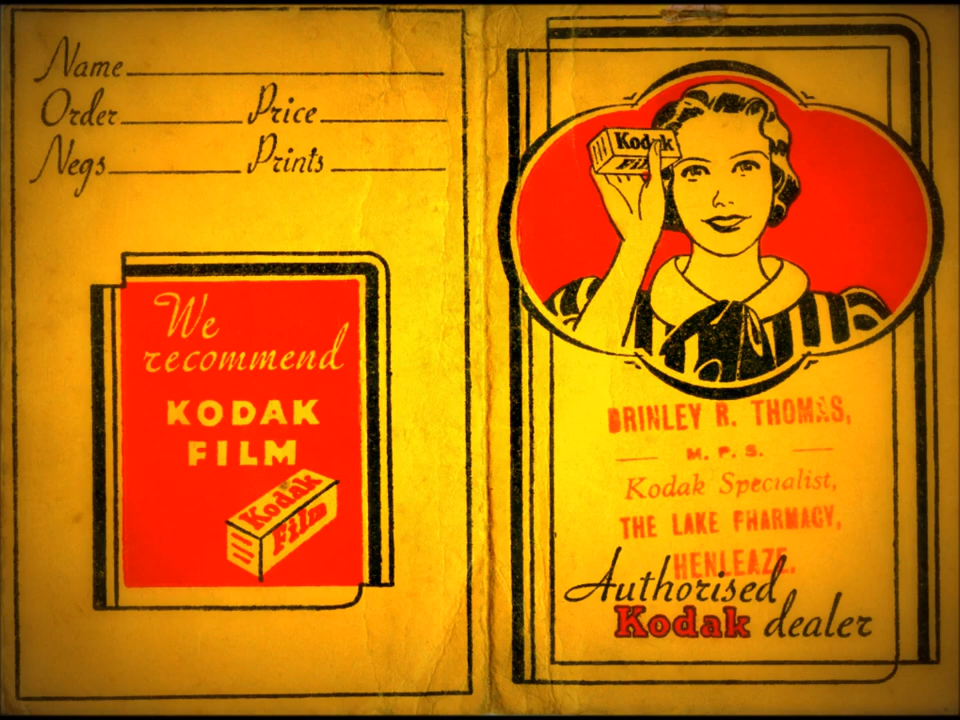 Name
Order Price
Negs Prints
We
recommend
KODAK
FILM
Kodak
Film
Kodak
Film
BRINLEY R. THOMAS,
M. P. S.
Kodak Specialist,
THE LAKE PHARMACY,
HENLEAZE.
Authorised
Kodak dealer